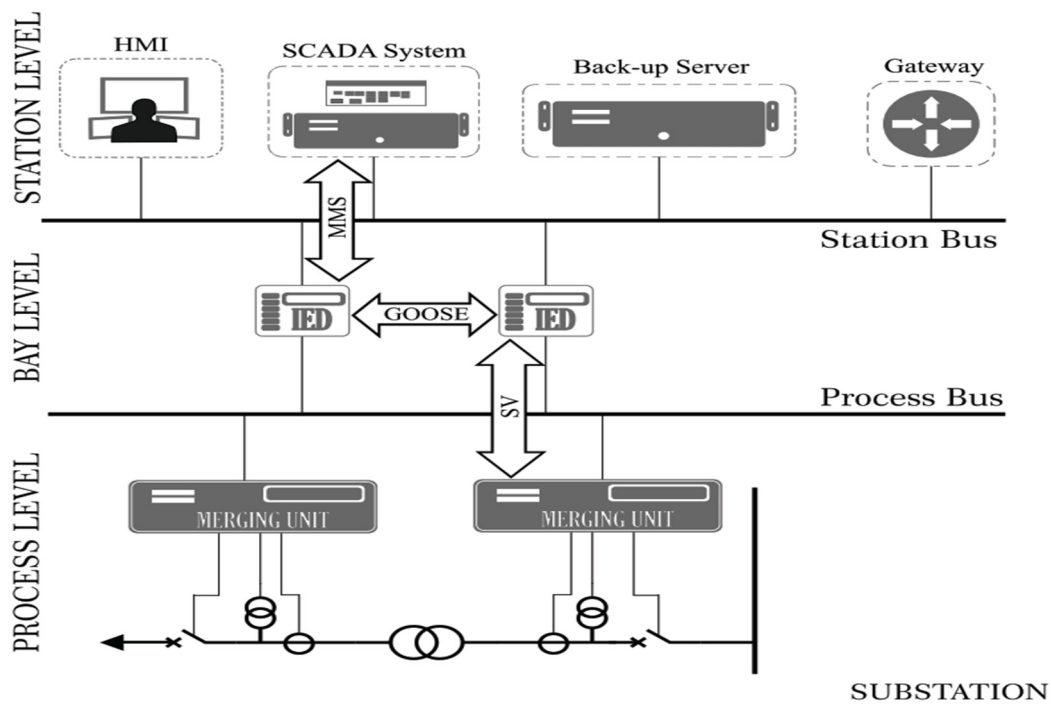 STATION LEVEL
HMI
SCADA System
Back-up Server
Gateway
MMS
Station Bus
BAY LEVEL
IED
GOOSE
IED
SV
Process Bus
PROCESS LEVEL
MERGING UNIT
MERGING UNIT
SUBSTATION